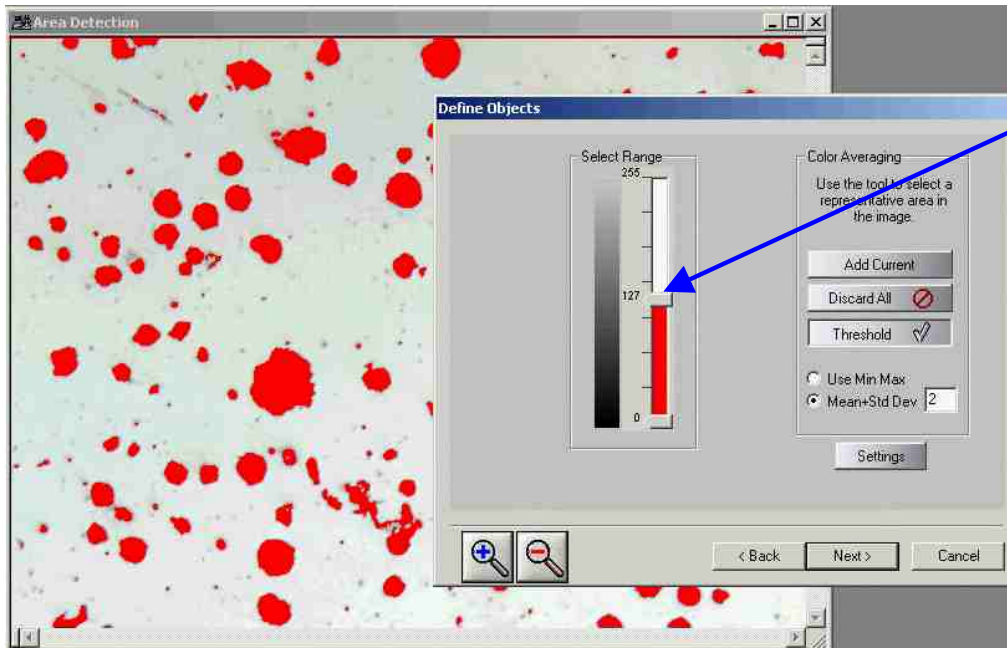 Area Detection
Define Objects
Select Range
255
127
0
Color Averaging
Use the tool to select a
representative area in
the image.
Add Current
Discard All
Threshold
Use Min Max
Mean+Std Dev 2
Settings
< Back
Next >
Cancel